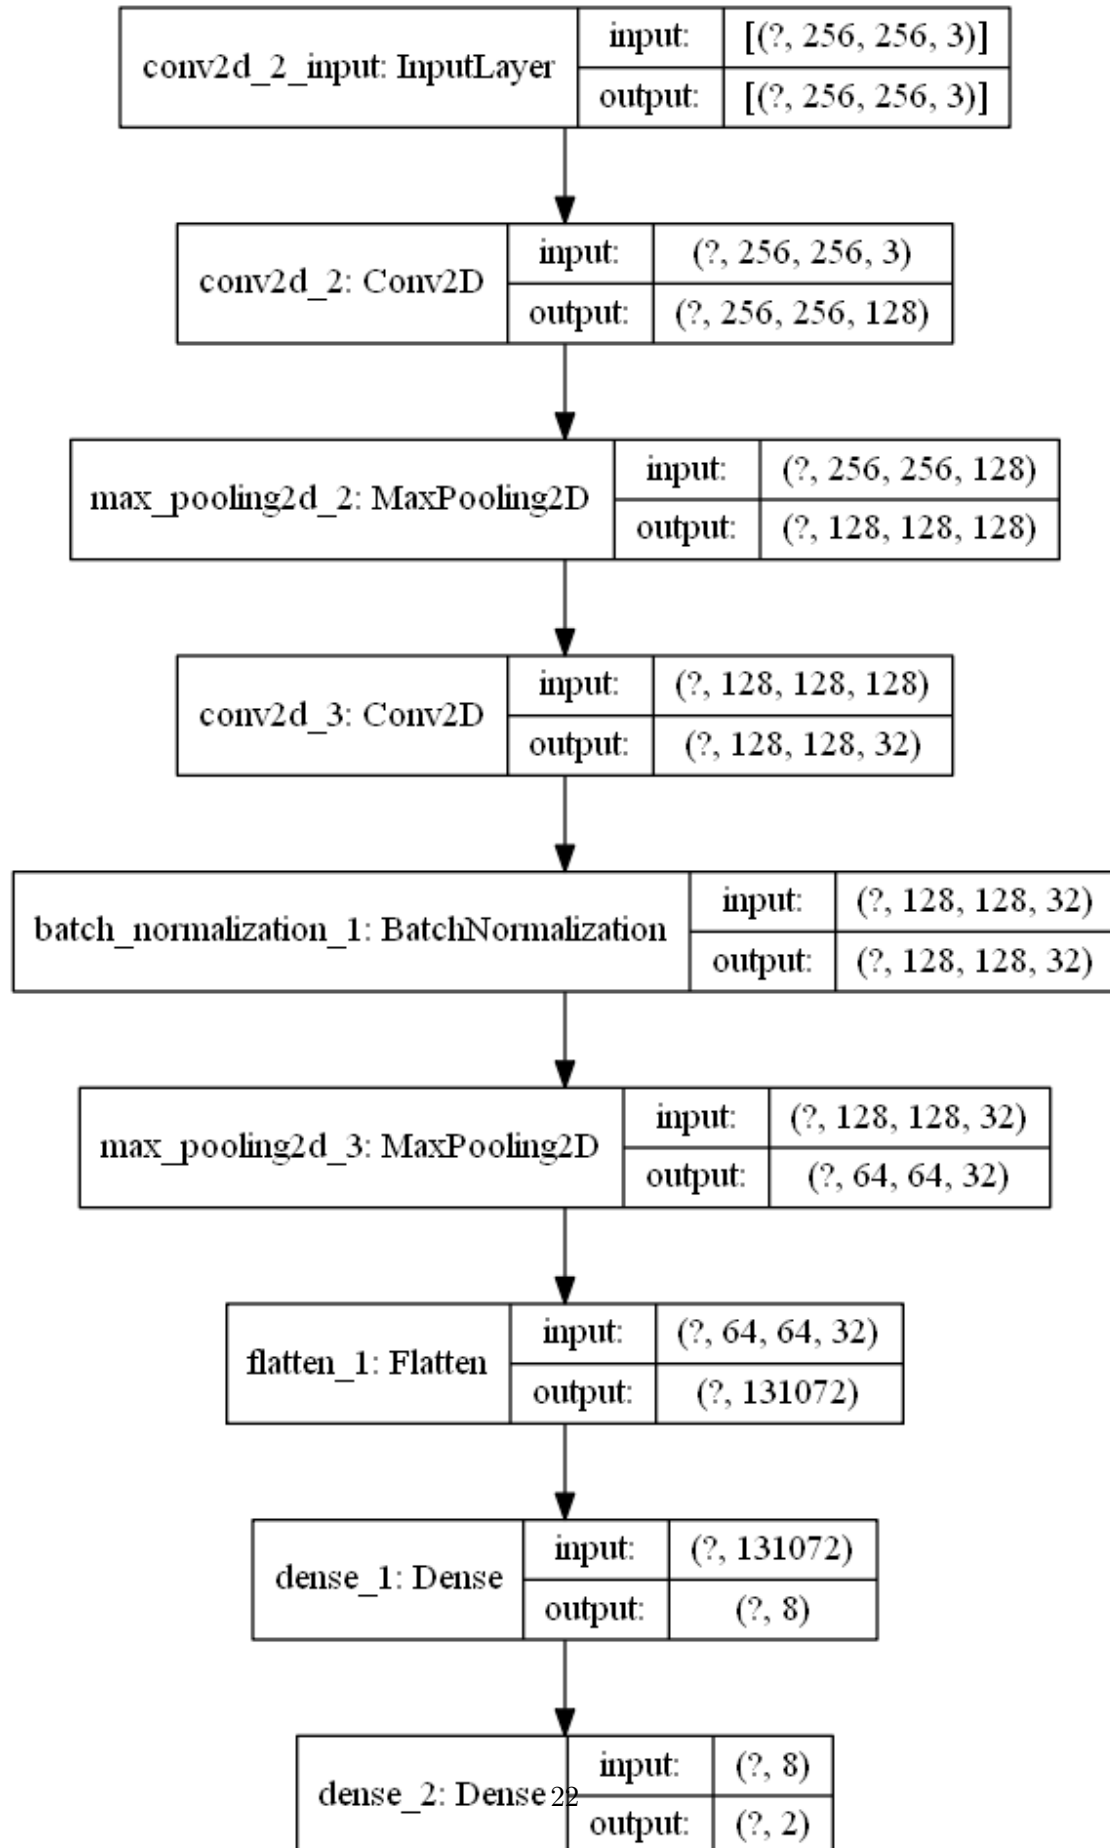 conv2d_2_input: InputLayer
input: [(?, 256, 256, 3)]
output: [(?, 256, 256, 3)]
conv2d_2: Conv2D
input: (?, 256, 256, 3)
output: (?, 256, 256, 128)
max_pooling2d_2: MaxPooling2D
input: (?, 256, 256, 128)
output: (?, 128, 128, 128)
conv2d_3: Conv2D
input: (?, 128, 128, 128)
output: (?, 128, 128, 32)
batch_normalization_1: BatchNormalization
input: (?, 128, 128, 32)
output: (?, 128, 128, 32)
max_pooling2d_3: MaxPooling2D
input: (?, 128, 128, 32)
output: (?, 64, 64, 32)
flatten_1: Flatten
input: (?, 64, 64, 32)
output: (?, 131072)
dense_1: Dense
input: (?, 131072)
output: (?, 8)
dense_2: Dense
input: (?, 8)
output: (?, 2)
22